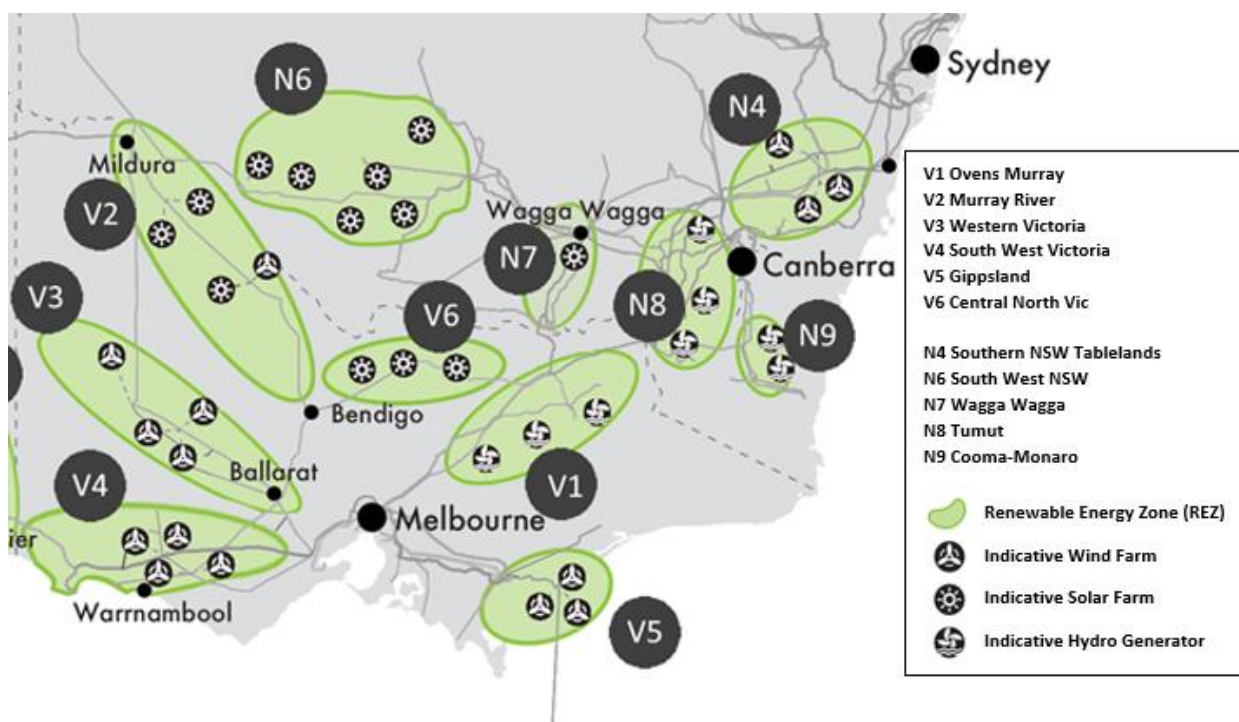 Sydney
N6
N4
Mildura
V2
Wagga Wagga
N7
Canberra
V3
V6
N8
N9
Bendigo
Ballarat
V4
V1
Melbourne
ier
Warrnambool
V5
V1 Ovens Murray
V2 Murray River
V3 Western Victoria
V4 South West Victoria
V5 Gippsland
V6 Central North Vic
N4 Southern NSW Tablelands
N6 South West NSW
N7 Wagga Wagga
N8 Tumut
N9 Cooma-Monaro
Renewable Energy Zone (REZ)
Indicative Wind Farm
Indicative Solar Farm
Indicative Hydro Generator